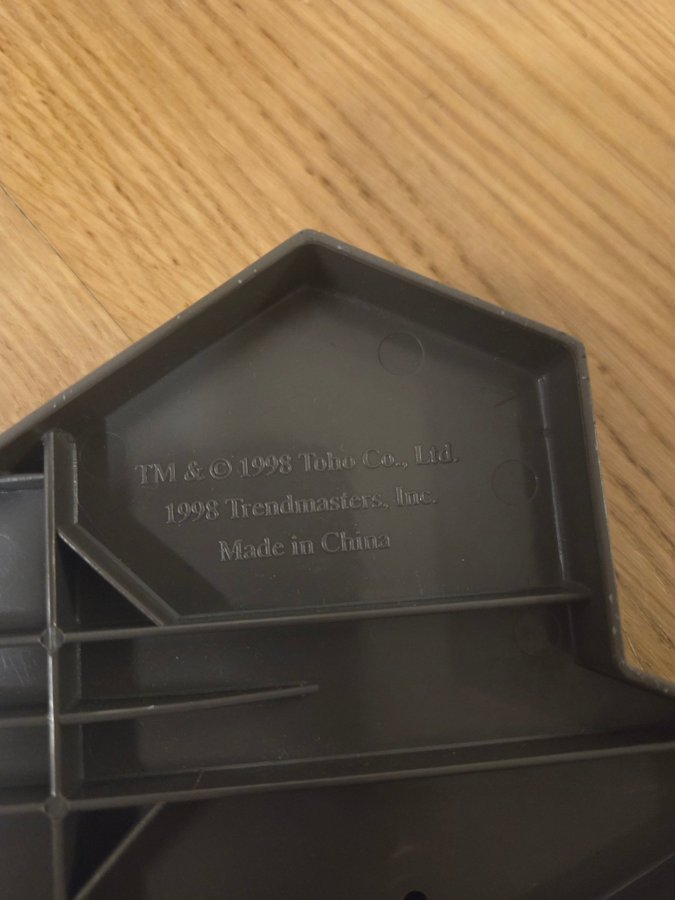 TM & © 1998 Toho Co., Ltd.
1998 Trendmasters, Inc.
Made in China